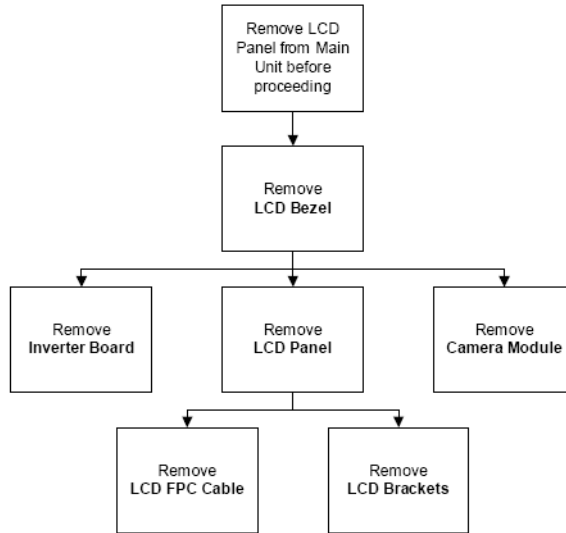 Remove LCD
Panel from Main
Unit before
proceeding
Remove
LCD Bezel
Remove
Inverter Board
Remove
LCD Panel
Remove
Camera Module
Remove
LCD FPC Cable
Remove
LCD Brackets